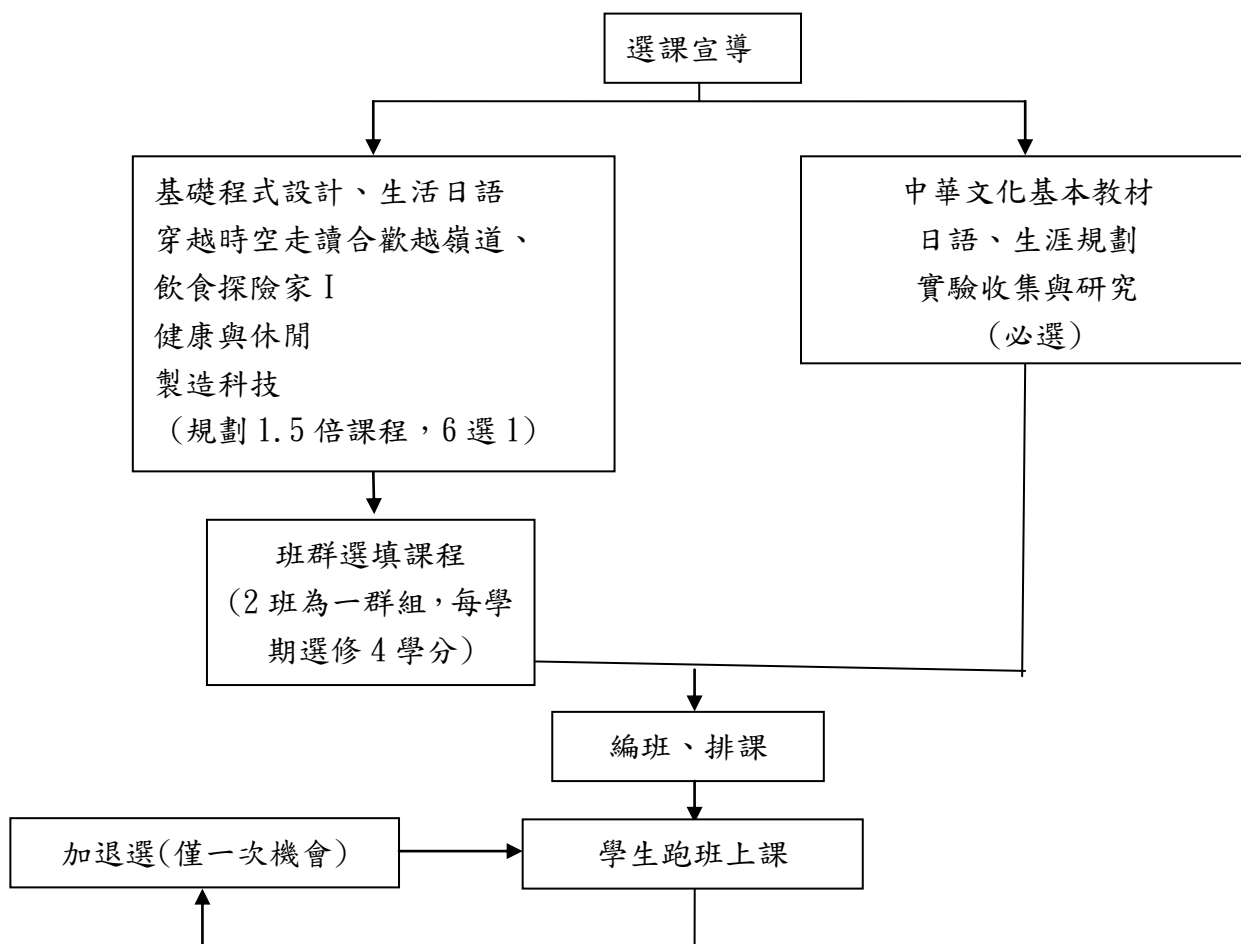 選課宣導
基礎程式設計、生活日語
穿越時空走讀合歡越嶺道、
飲食探險家 I
健康與休閒
製造科技
(規劃 1.5 倍課程，6 選 1)
中華文化基本教材
日語、生涯規劃
實驗收集與研究
(必選)
班群選填課程
(2 班為一群組，每學
期選修 4 學分)
編班、排課
加退選(僅一次機會)
學生跑班上課